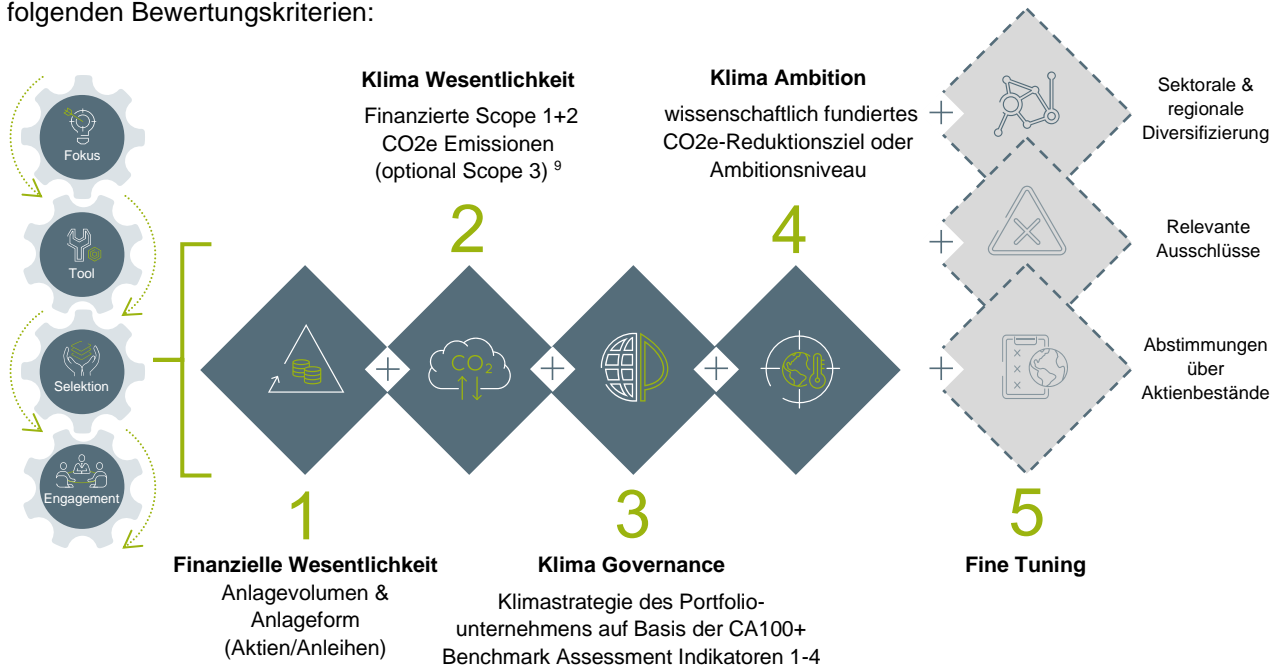 folgenden Bewertungskriterien:
Fokus
Tool
Selektion
Engagement
Klima Wesentlichkeit
Finanzierte Scope 1+2
CO2e Emissionen
(optional Scope 3) ⁹
2
Klima Ambition
wissenschaftlich fundiertes
CO2e-Reduktionsziel oder
Ambitionsniveau
4
+
+
CO₂
+
+
1
Finanzielle Wesentlichkeit
Anlagevolumen &
Anlageform
(Aktien/Anleihen)
3
Klima Governance
Klimastrategie des Portfolio-
unternehmens auf Basis der CA100+
Benchmark Assessment Indikatoren 1-4
+
Sektorale &
regionale
Diversifizierung
+
Relevante
Ausschlüsse
x
x
x
Abstimmungen
über
Aktienbestände
5
Fine Tuning